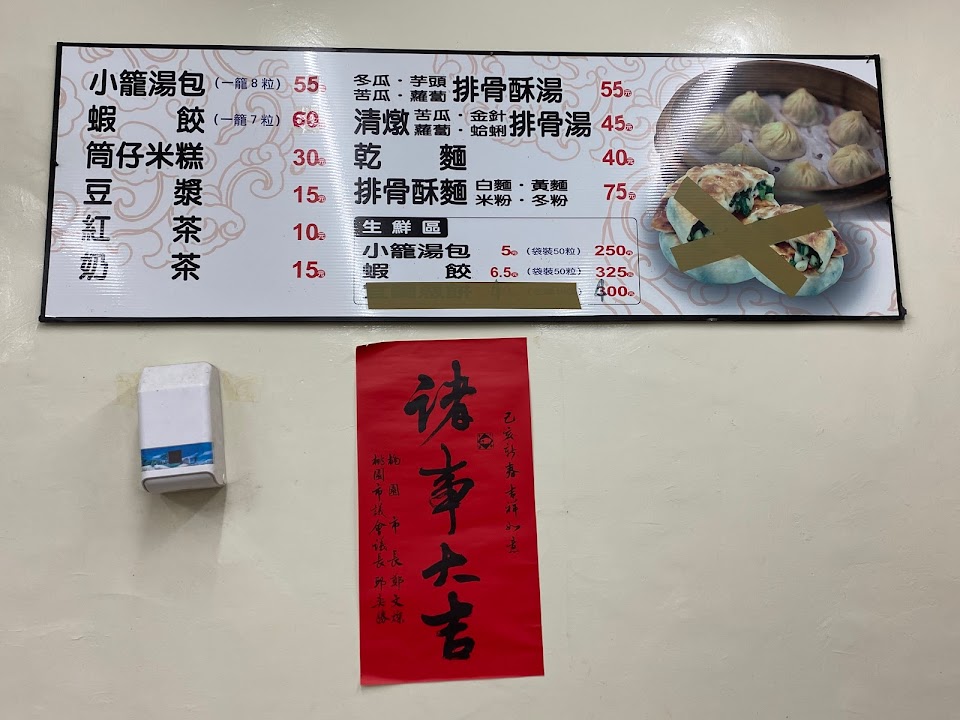 小籠湯包(一籠8粒) 55元
蝦餃(一籠7粒) 60元
筒仔米糕 30元
豆漿 15元
紅茶 10元
奶茶 15元
冬瓜・芋頭
苦瓜・蘿蔔
排骨酥湯 55元
清燉
苦瓜・金針
蘿蔔・蛤蜊
排骨湯 45元
乾麵 40元
排骨酥麵
白麵・黃麵
米粉・冬粉
75元
生鮮區
小籠湯包 5元 (袋裝50粒) 250元
蝦餃 6.5元 (袋裝50粒) 325元
300元
己亥新春吉祥如意
諸事大吉
桃園市長鄭文燦
桃園市議會議長邱奕勝